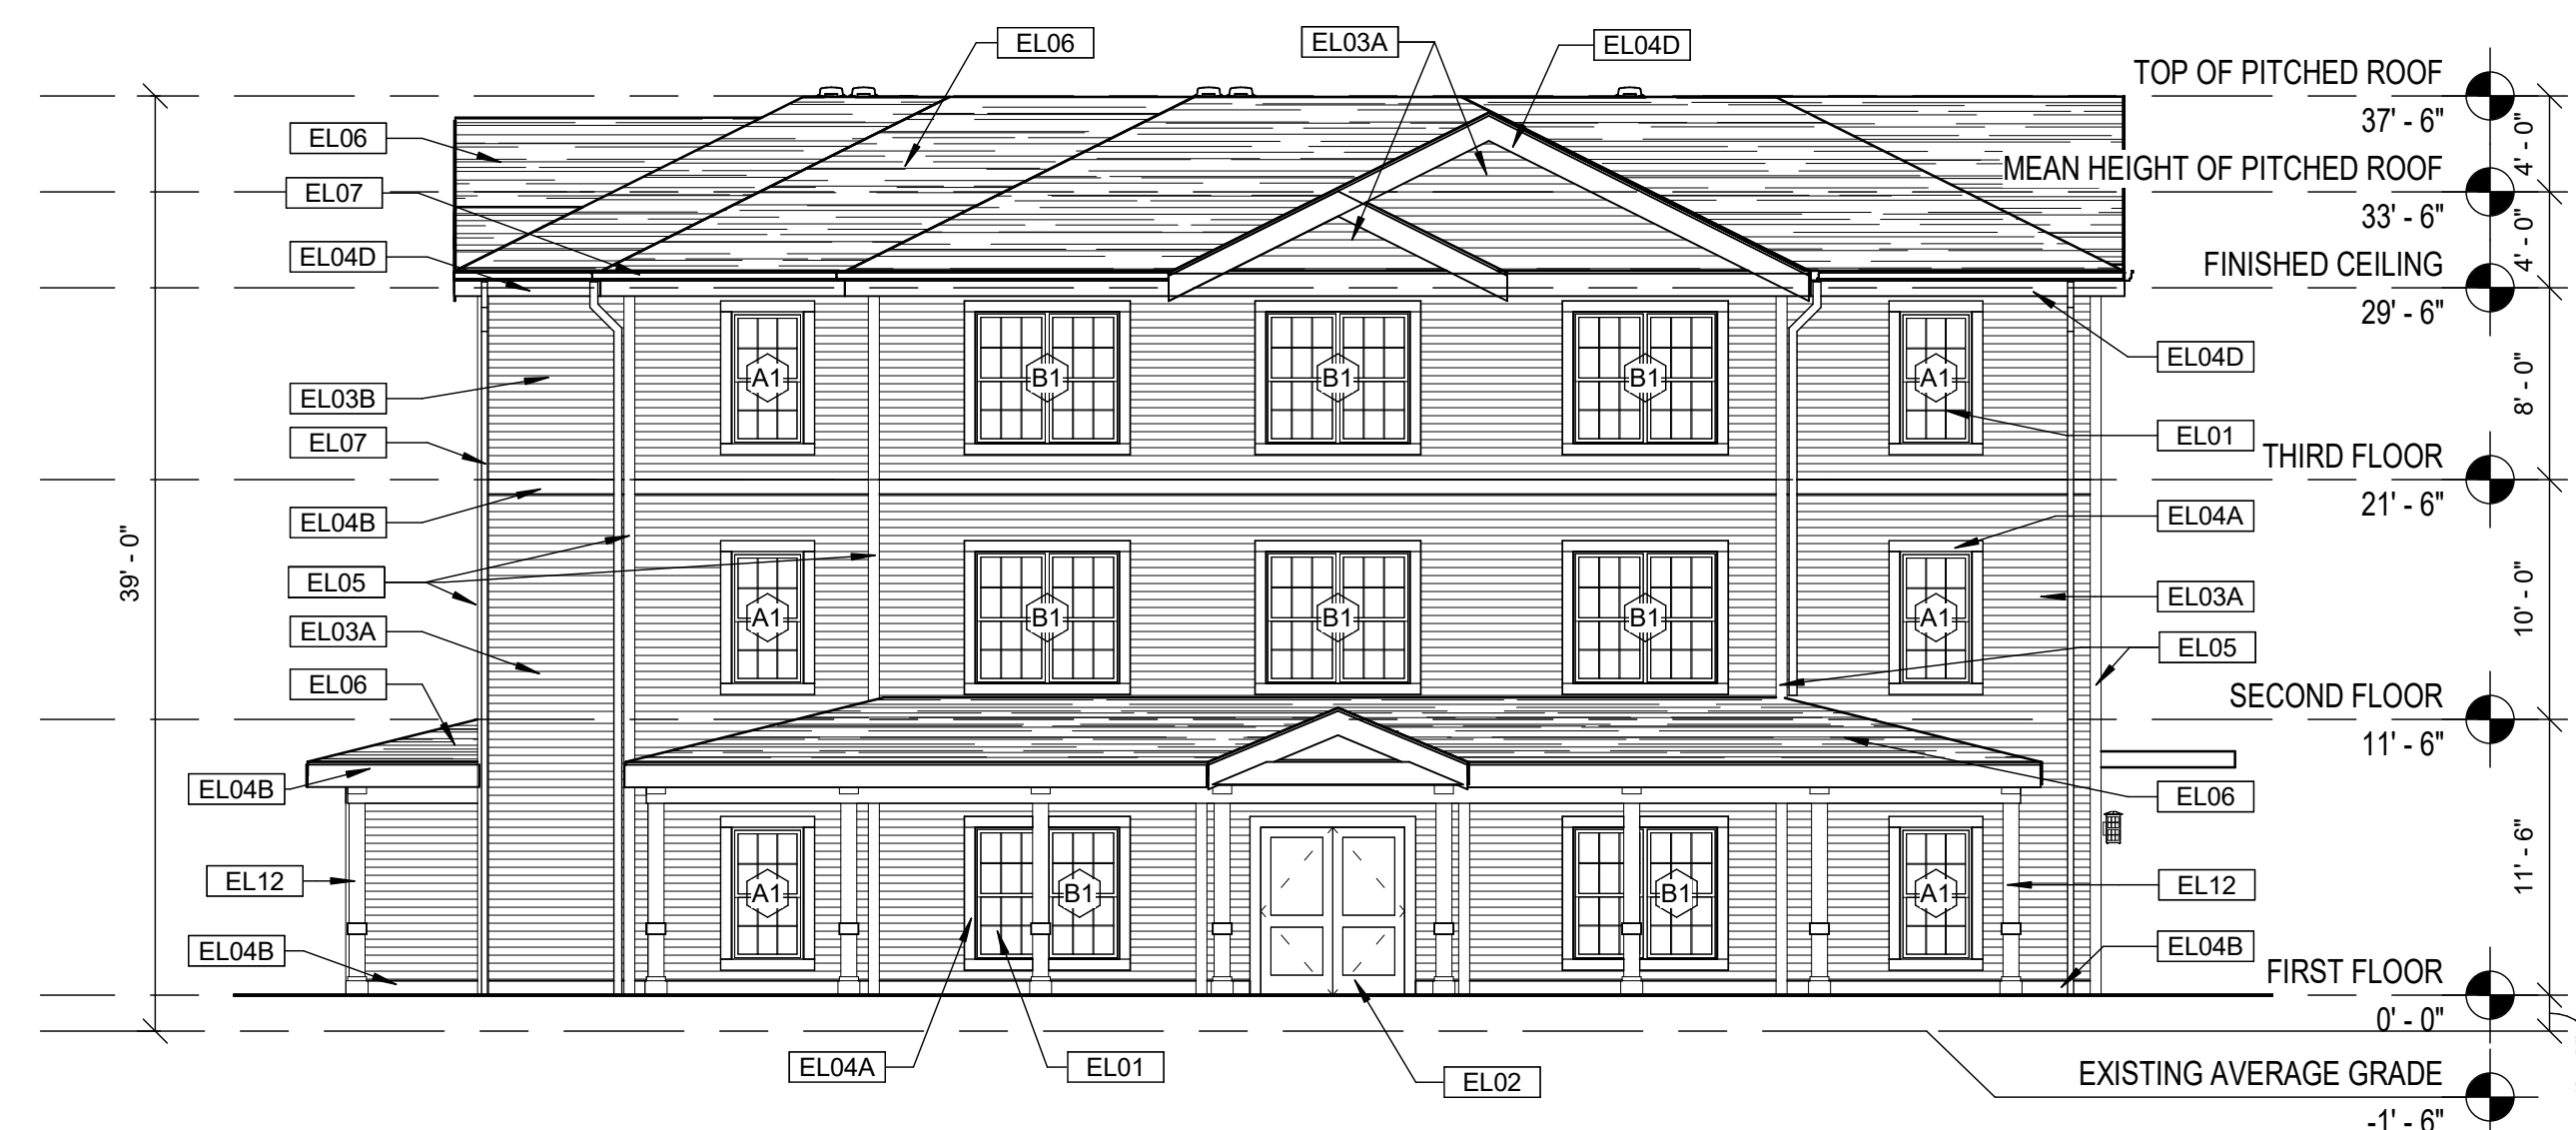 EL06
EL03A
EL04D
TOP OF PITCHED ROOF
37' - 6"
4' - 0"
EL06
MEAN HEIGHT OF PITCHED ROOF
33' - 6"
EL07
4' - 0"
EL04D
FINISHED CEILING
29' - 6"
EL04D
A1
B1
B1
B1
A1
8' - 0"
EL03B
EL01
EL07
THIRD FLOOR
21' - 6"
EL04B
EL04A
39' - 0"
EL05
EL03A
10' - 0"
A1
B1
B1
B1
A1
EL03A
EL05
EL06
SECOND FLOOR
11' - 6"
EL04B
EL06
11' - 6"
EL12
A1
B1
B1
A1
EL12
EL04B
EL04B
FIRST FLOOR
0' - 0"
EL04A
EL01
EL02
EXISTING AVERAGE GRADE
-1' - 6"